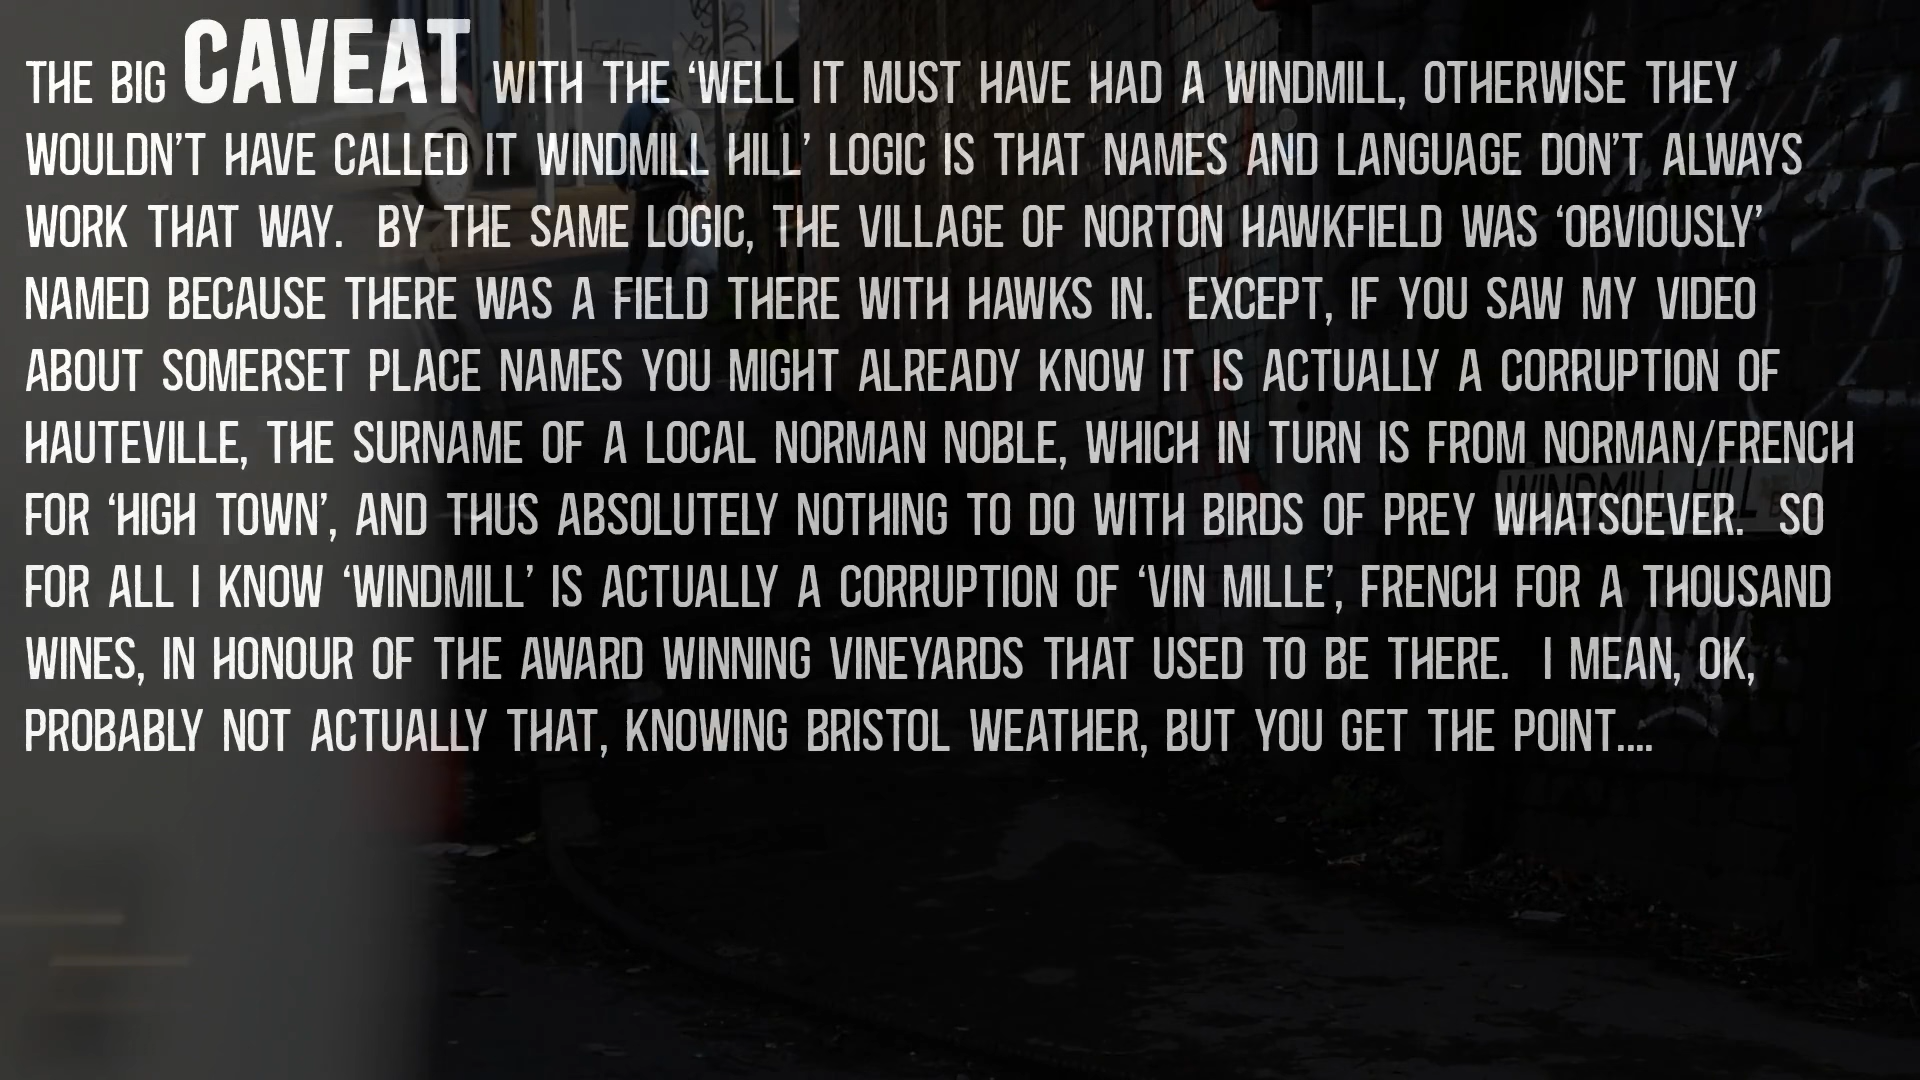 THE BIG CAVEAT WITH THE ‘WELL IT MUST HAVE HAD A WINDMILL, OTHERWISE THEY
WOULDN’T HAVE CALLED IT WINDMILL HILL’ LOGIC IS THAT NAMES AND LANGUAGE DON’T ALWAYS
WORK THAT WAY. BY THE SAME LOGIC, THE VILLAGE OF NORTON HAWKFIELD WAS ‘OBVIOUSLY’
NAMED BECAUSE THERE WAS A FIELD THERE WITH HAWKS IN. EXCEPT, IF YOU SAW MY VIDEO
ABOUT SOMERSET PLACE NAMES YOU MIGHT ALREADY KNOW IT IS ACTUALLY A CORRUPTION OF
HAUTEVILLE, THE SURNAME OF A LOCAL NORMAN NOBLE, WHICH IN TURN IS FROM NORMAN/FRENCH
FOR ‘HIGH TOWN’, AND THUS ABSOLUTELY NOTHING TO DO WITH BIRDS OF PREY WHATSOEVER. SO
FOR ALL I KNOW ‘WINDMILL’ IS ACTUALLY A CORRUPTION OF ‘VIN MILLE’, FRENCH FOR A THOUSAND
WINES, IN HONOUR OF THE AWARD WINNING VINEYARDS THAT USED TO BE THERE. I MEAN, OK,
PROBABLY NOT ACTUALLY THAT, KNOWING BRISTOL WEATHER, BUT YOU GET THE POINT....
WINDMILL HILL